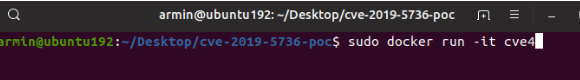 armin@ubuntu192: ~/Desktop/cve-2019-5736-poc
armin@ubuntu192:~/Desktop/cve-2019-5736-poc$ sudo docker run -it cve4